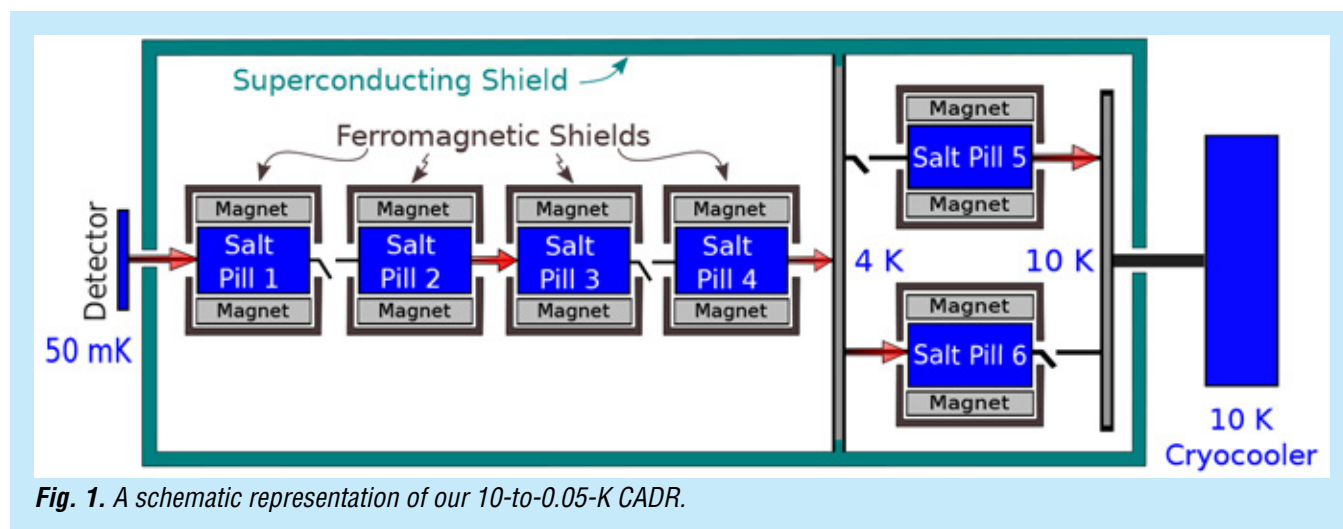 Superconducting Shield
Ferromagnetic Shields
Detector
50 mK
Magnet
Salt
Pill 1
Magnet
Magnet
Salt
Pill 2
Magnet
Magnet
Salt
Pill 3
Magnet
Magnet
Salt
Pill 4
Magnet
4 K
10 K
Magnet
Salt Pill 5
Magnet
Magnet
Salt Pill 6
Magnet
10 K
Cryocooler
Fig. 1. A schematic representation of our 10-to-0.05-K CADR.